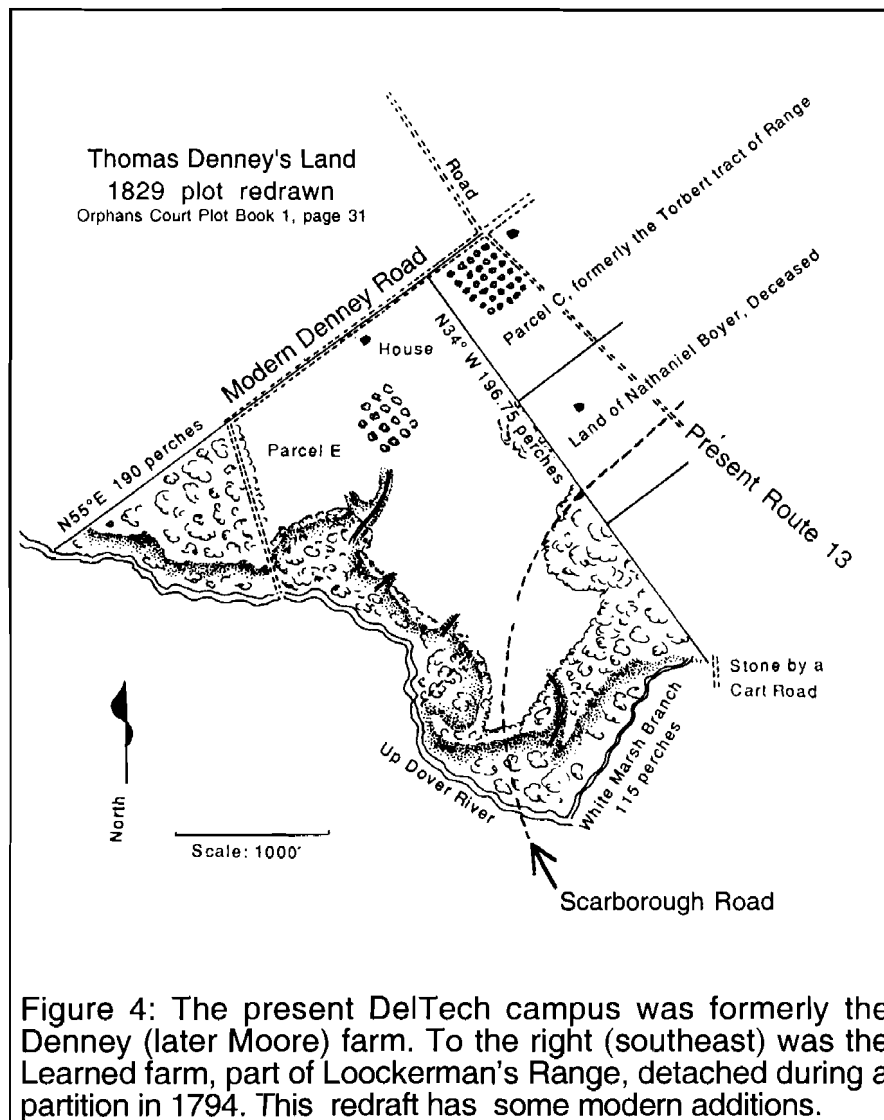 Thomas Denney's Land
1829 plot redrawn
Orphans Court Plot Book 1, page 31
Road
Parcel C, formerly the Torbert tract of Range
Modern Denney Road
House
N34° W 196.75 perches
Land of Nathaniel Boyer, Deceased
Present Route 13
N55°E 190 perches
Parcel E
Stone by a
Cart Road
White Marsh Branch
115 perches
Up Dover River
North
Scale: 1000'
Scarborough Road
Figure 4: The present DelTech campus was formerly the
Denney (later Moore) farm. To the right (southeast) was the
Learned farm, part of Loockerman's Range, detached during a
partition in 1794. This redraft has some modern additions.